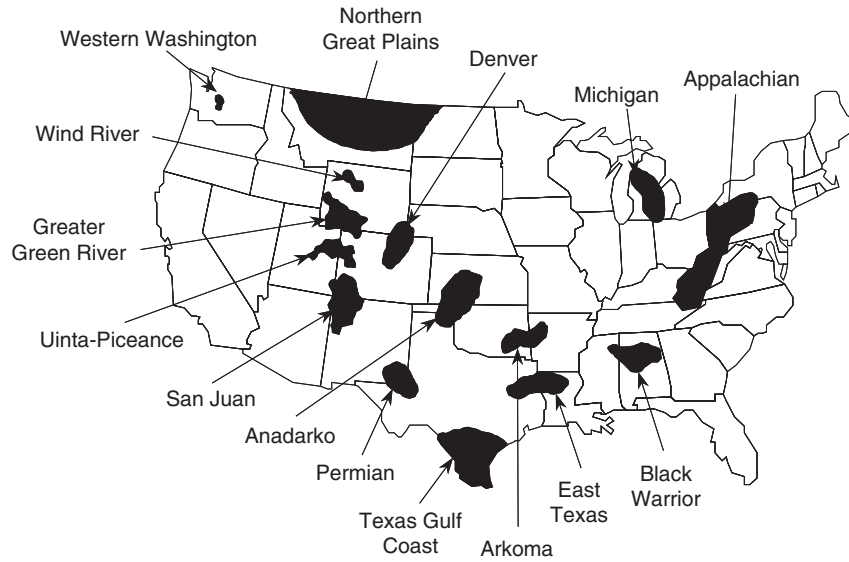 Northern
Great Plains
Western Washington
Denver
Michigan
Appalachian
Wind River
Greater
Green River
Uinta-Piceance
San Juan
Anadarko
Permian
Texas Gulf
Coast
Arkoma
East
Texas
Black
Warrior